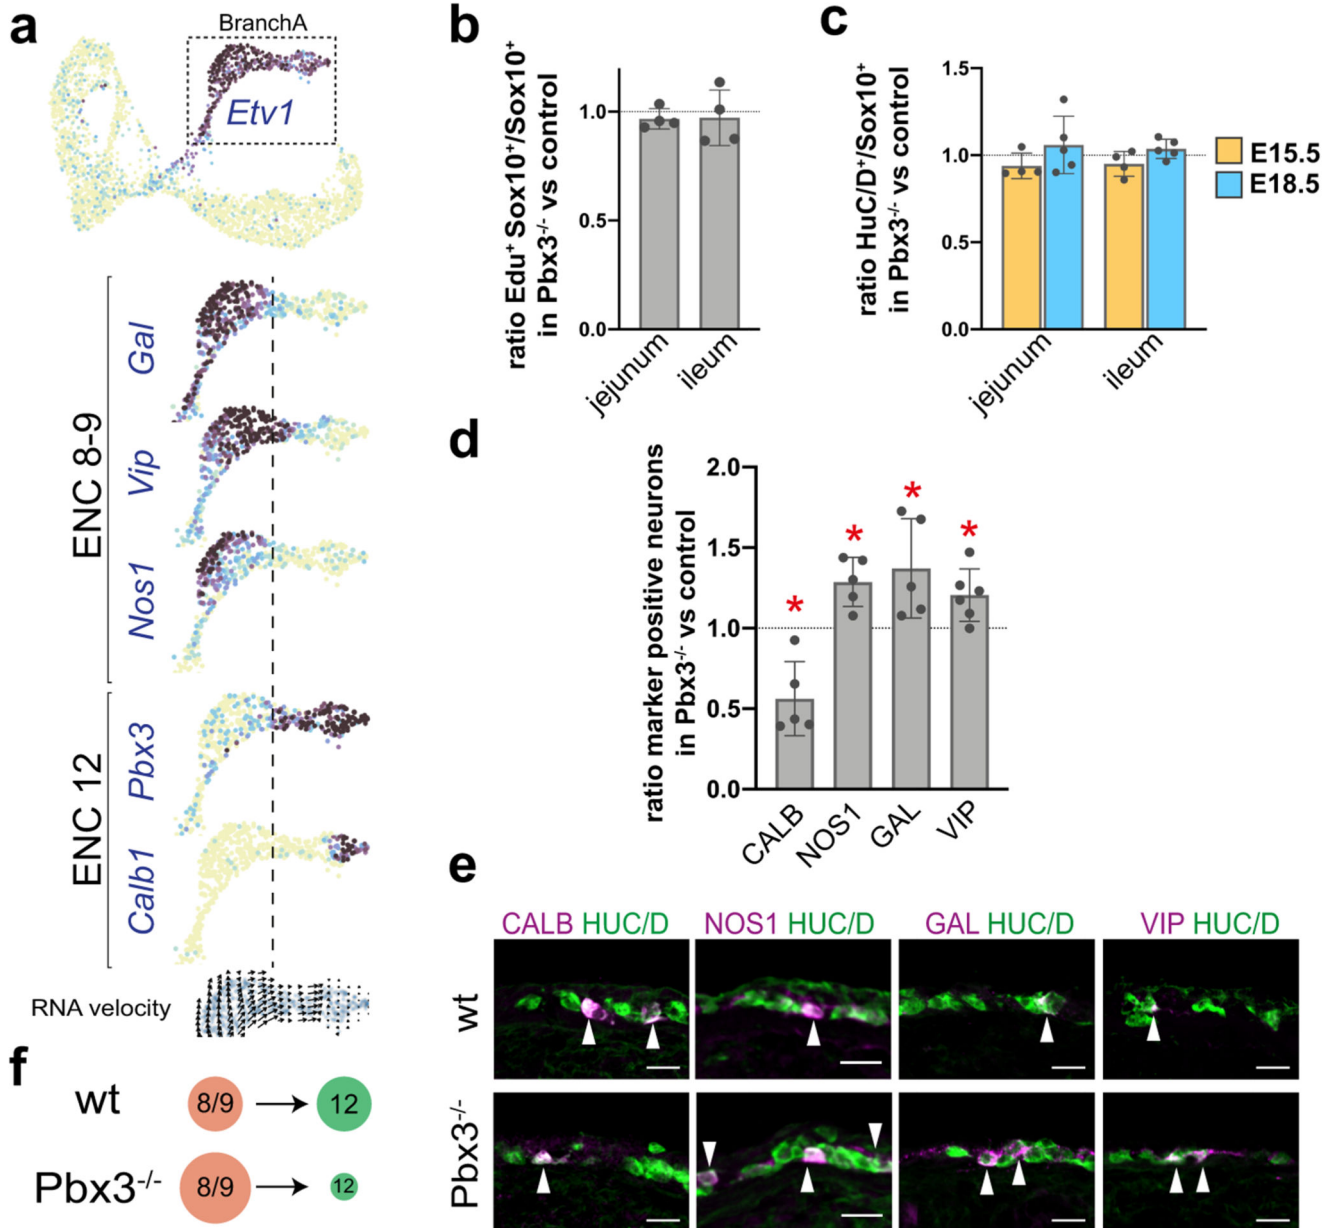 a
BranchA
Etv1
ENC 8-9
Gal
Vip
Nos1
ENC 12
Pbx3
Calb1
RNA velocity
b
ratio Edu⁺ Sox10⁺/Sox10⁺
in Pbx3⁻/⁻ vs control
1.0
0.5
0.0
jejunum
ileum
c
ratio HuC/D⁺/Sox10⁺
in Pbx3⁻/⁻ vs control
1.5
1.0
0.5
0.0
jejunum
ileum
E15.5
E18.5
d
ratio marker positive neurons
in Pbx3⁻/⁻ vs control
2.0
1.5
1.0
0.5
0.0
* * * *
CALB
NOS1
GAL
VIP
e
CALB HUC/D
NOS1 HUC/D
GAL HUC/D
VIP HUC/D
wt
Pbx3⁻/⁻
f
wt 8/9 12
Pbx3⁻/⁻ 8/9 12